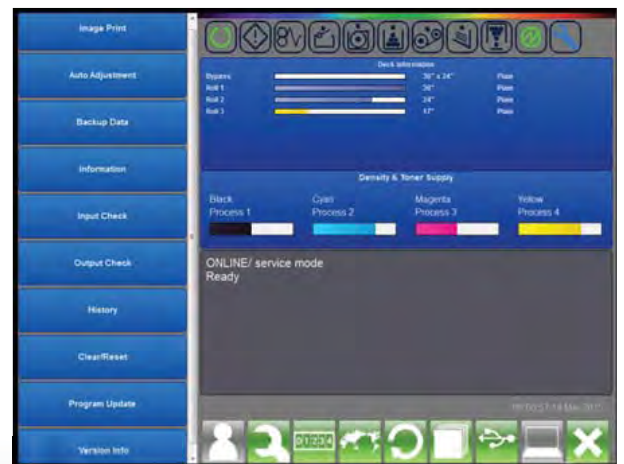 Image Print
Auto Adjustment
Backup Data
Information
Input Check
Output Check
History
Clear/Reset
Program Update
Version Info
Deck Information
Bypass 36" x 24" Plain
Roll 1 36" Plain
Roll 2 24" Plain
Roll 3 17" Plain
Density & Toner Supply
Black Cyan Magenta Yellow
Process 1 Process 2 Process 3 Process 4
ONLINE/ service mode
Ready